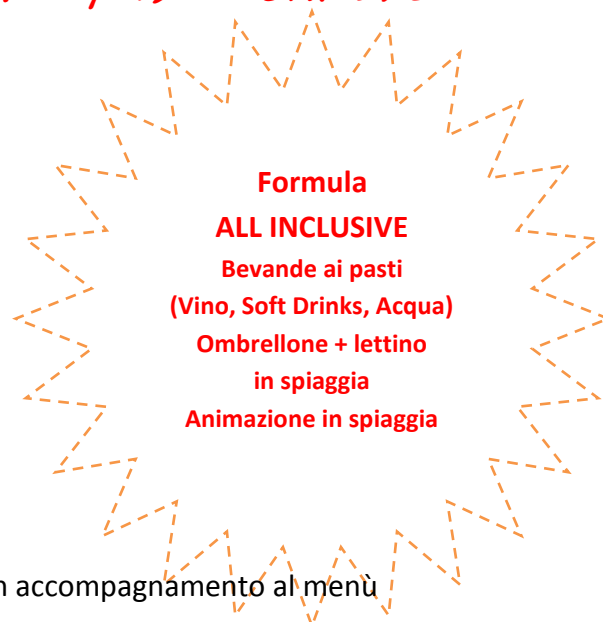 Formula
ALL INCLUSIVE
Bevande ai pasti
(Vino, Soft Drinks, Acqua)
Ombrellone + lettino
in spiaggia
Animazione in spiaggia
accompagnamento al menù